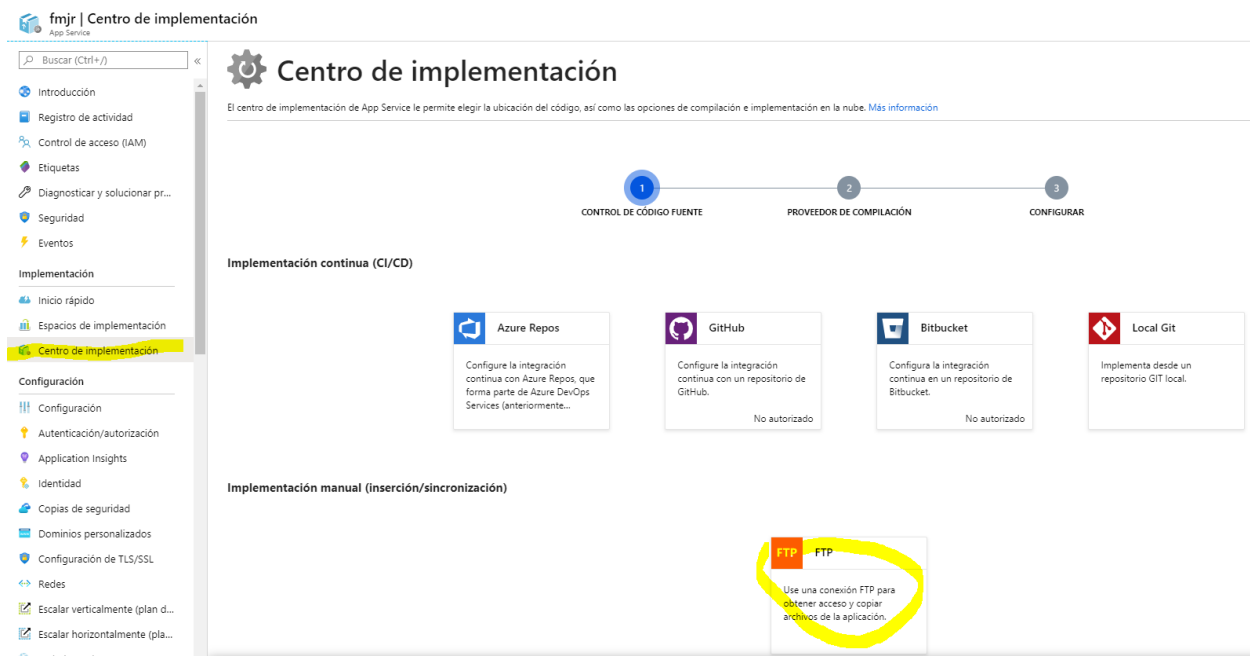 fmjr | Centro de implementación
App Service
Buscar (Ctrl+/)
«
Introducción
Registro de actividad
Control de acceso (IAM)
Etiquetas
Diagnosticar y solucionar pr...
Seguridad
Eventos
Implementación
Inicio rápido
Espacios de implementación
Centro de implementación
Configuración
Configuración
Autenticación/autorización
Application Insights
Identidad
Copias de seguridad
Dominios personalizados
Configuración de TLS/SSL
Redes
Escalar verticalmente (plan d...
Escalar horizontalmente (pla...
Centro de implementación
El centro de implementación de App Service le permite elegir la ubicación del código, así como las opciones de compilación e implementación en la nube. Más información
1 2 3
CONTROL DE CÓDIGO FUENTE PROVEEDOR DE COMPILACIÓN CONFIGURAR
Implementación continua (CI/CD)
Azure Repos
Configure la integración
continua con Azure Repos, que
forma parte de Azure DevOps
Services (anteriormente...
GitHub
Configure la integración
continua con un repositorio de
GitHub.
No autorizado
Bitbucket
Configura la integración
continua en un repositorio de
Bitbucket.
No autorizado
Local Git
Implementa desde un
repositorio GIT local.
Implementación manual (inserción/sincronización)
FTP FTP
Use una conexión FTP para
obtener acceso y copiar
archivos de la aplicación.